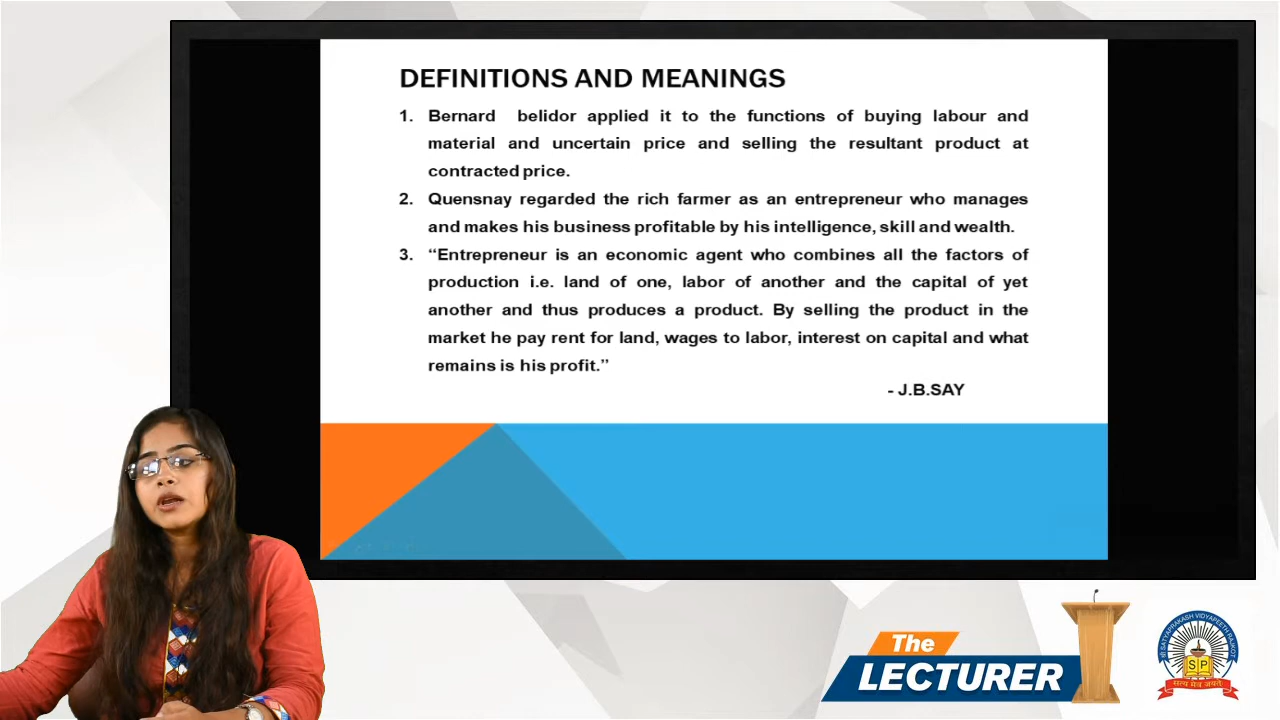 DEFINITIONS AND MEANINGS
1. Bernard belidor applied it to the functions of buying labour and
material and uncertain price and selling the resultant product at
contracted price.
2. Quensnay regarded the rich farmer as an entrepreneur who manages
and makes his business profitable by his intelligence, skill and wealth.
3. “Entrepreneur is an economic agent who combines all the factors of
production i.e. land of one, labor of another and the capital of yet
another and thus produces a product. By selling the product in the
market he pay rent for land, wages to labor, interest on capital and what
remains is his profit.”
- J.B.SAY
The
LECTURER
SATYAPRAKASH VIDYAPEETH RAJKOT
S P
सत्य मेव जयते